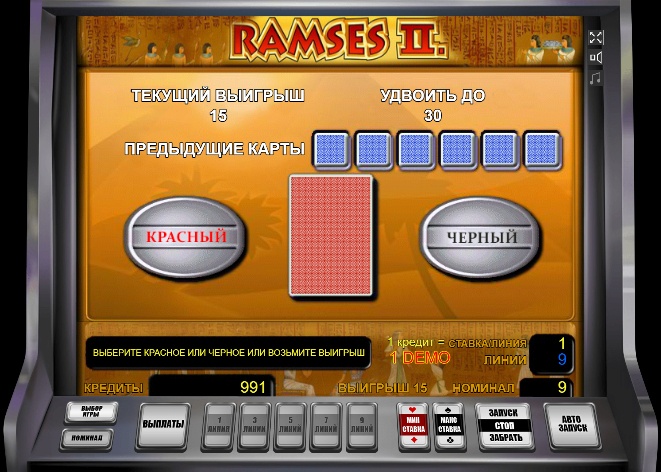 RAMSES II.
ТЕКУЩИЙ ВЫИГРЫШ
15
УДВОИТЬ ДО
30
ПРЕДЫДУЩИЕ КАРТЫ
КРАСНЫЙ
ЧЕРНЫЙ
ВЫБЕРИТЕ КРАСНОЕ ИЛИ ЧЕРНОЕ ИЛИ ВОЗЬМИТЕ ВЫИГРЫШ
1 кредит =
1 DEMO
СТАВКА/ЛИНИЯ 1
ЛИНИИ 9
КРЕДИТЫ 991
ВЫИГРЫШ 15
НОМИНАЛ 9
ВЫБОР
ИГРЫ
НОМИНАЛ
ВЫПЛАТЫ
1
ЛИНИЯ
3
ЛИНИИ
5
ЛИНИЙ
7
ЛИНИЙ
9
ЛИНИЙ
МИН
СТАВКА
МАКС
СТАВКА
ЗАПУСК
СТОП
ЗАБРАТЬ
АВТО
ЗАПУСК